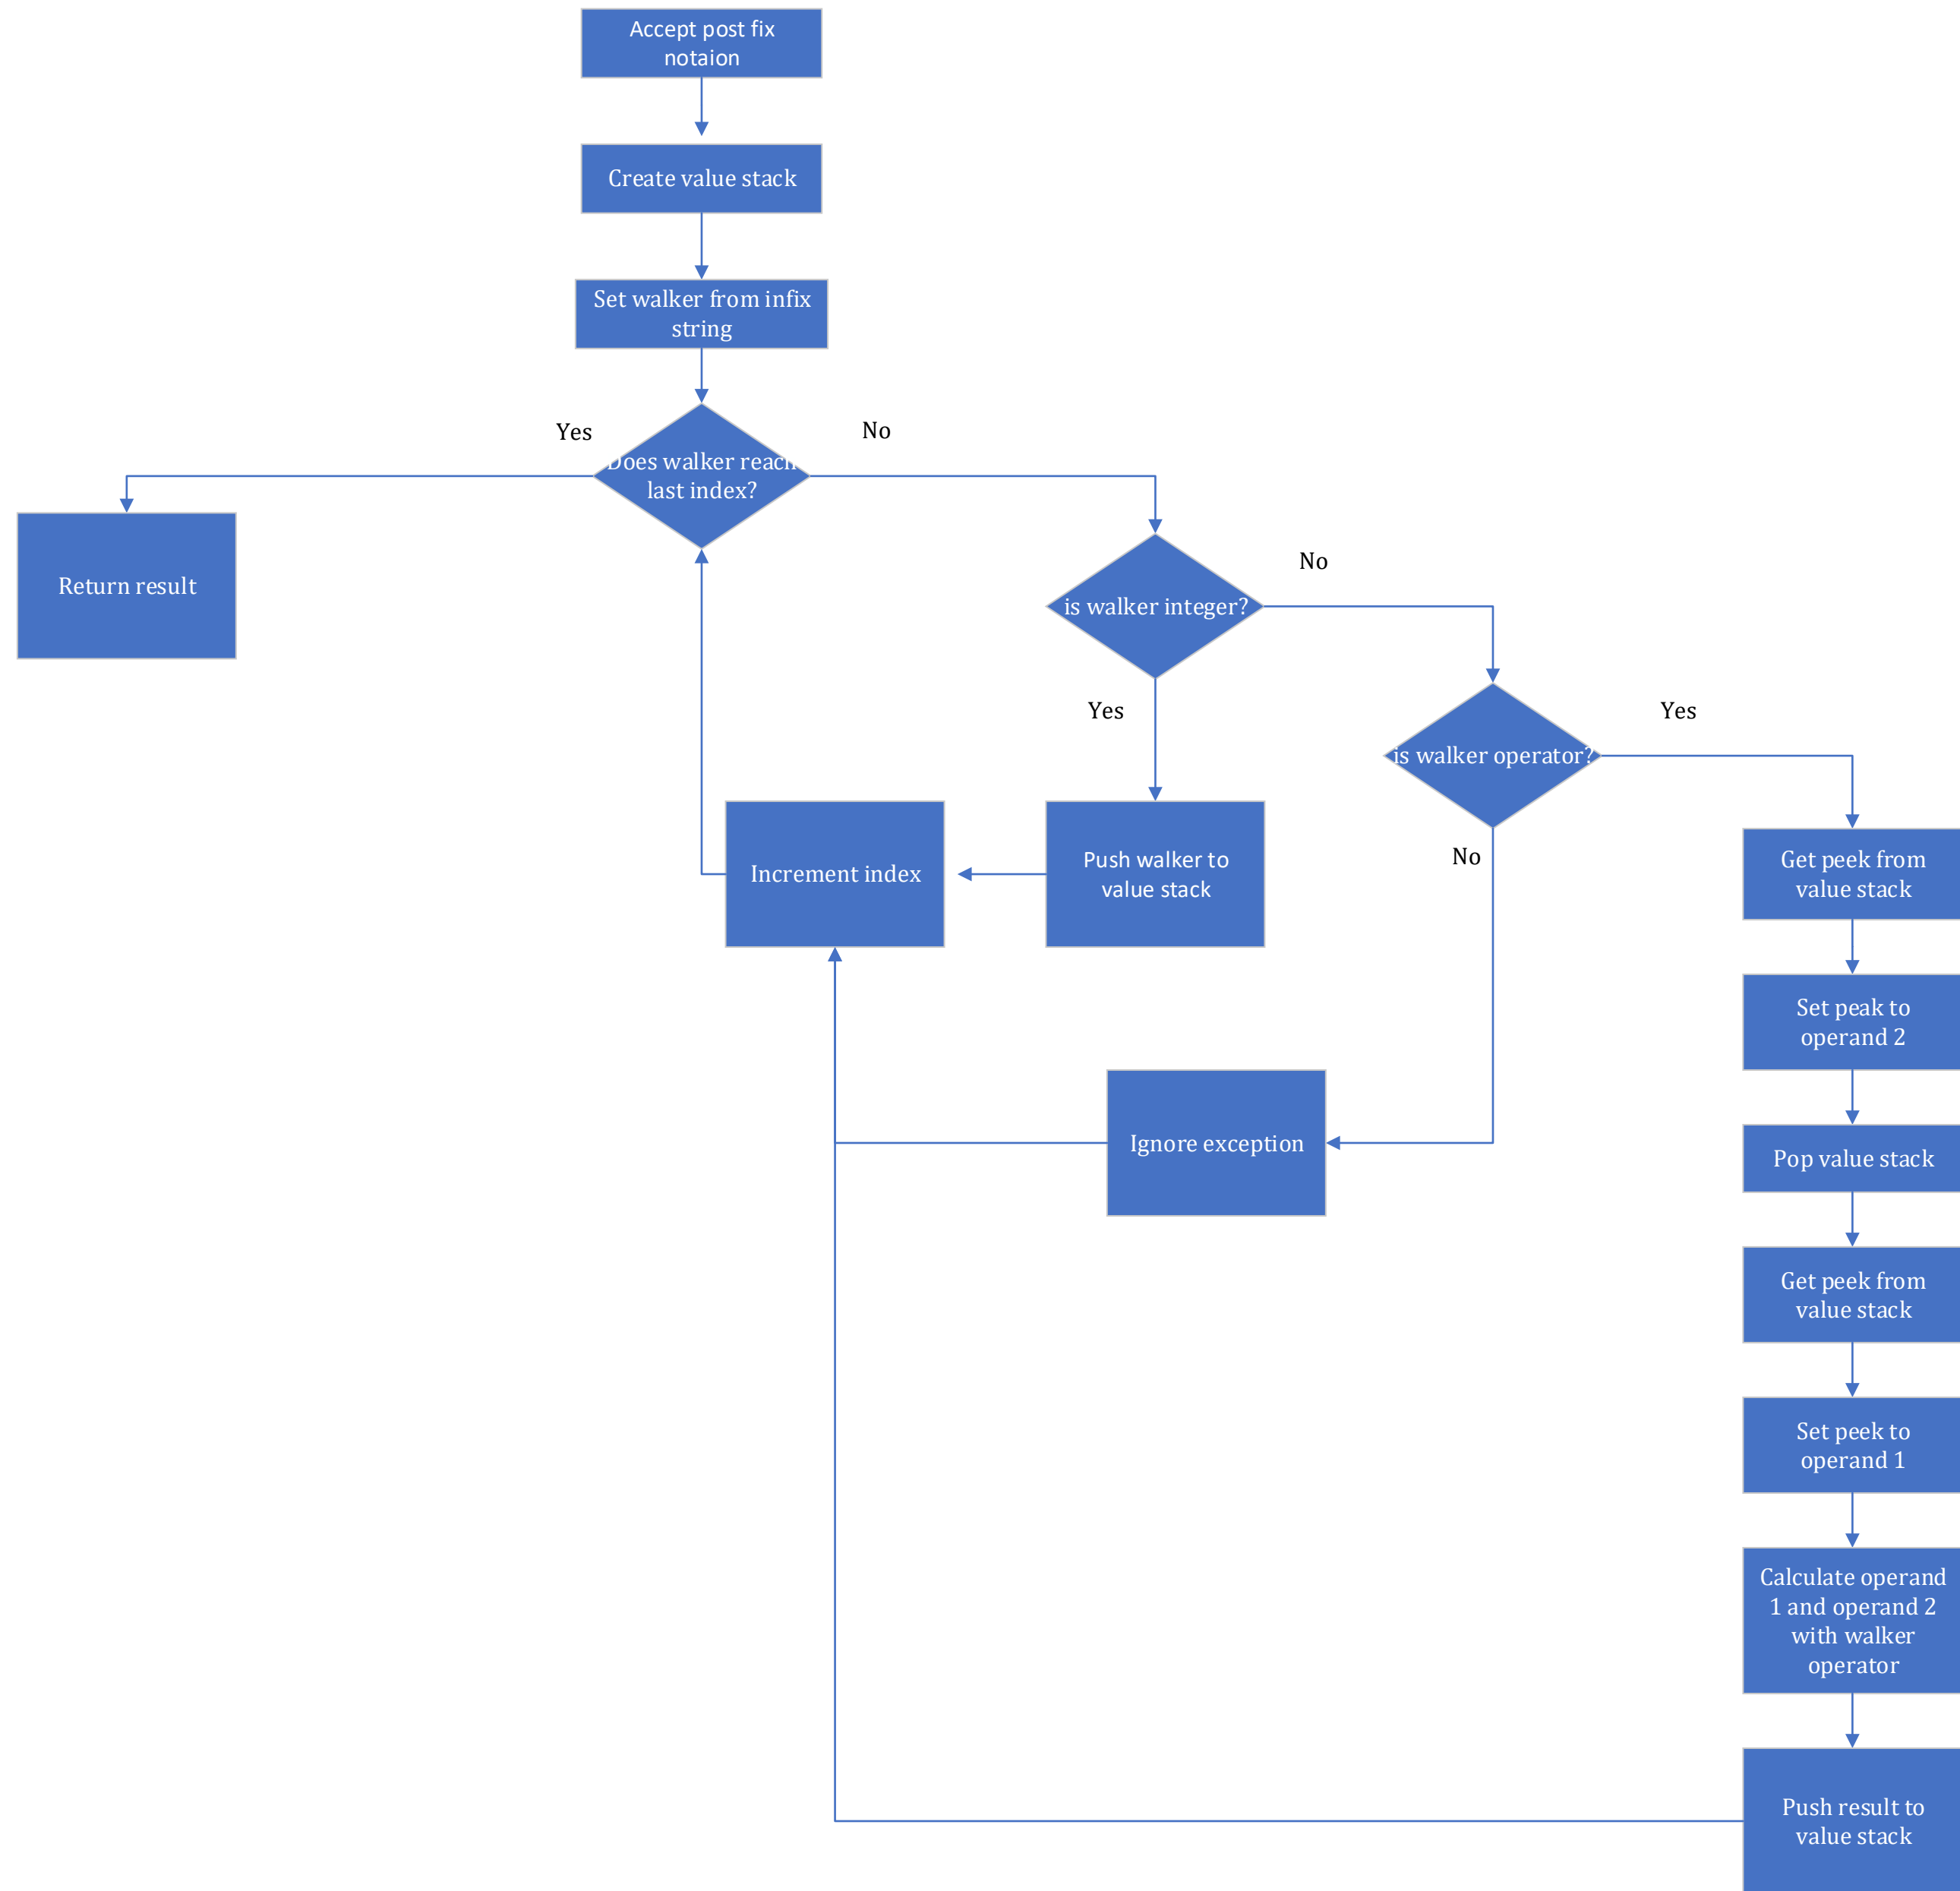 Accept post fix
notaion
Create value stack
Set walker from infix
string
Yes
No
Does walker reach
last index?
Return result
No
is walker integer?
Yes
Yes
is walker operator?
No
Increment index
Push walker to
value stack
Get peek from
value stack
Set peak to
operand 2
Ignore exception
Pop value stack
Get peek from
value stack
Set peek to
operand 1
Calculate operand
1 and operand 2
with walker
operator
Push result to
value stack